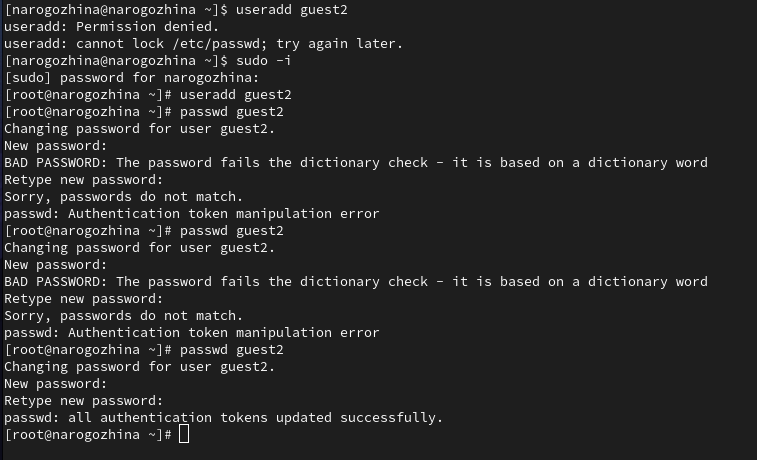 [narogozhina@narogozhina ~]$ useradd guest2
useradd: Permission denied.
useradd: cannot lock /etc/passwd; try again later.
[narogozhina@narogozhina ~]$ sudo -i
[sudo] password for narogozhina:
[root@narogozhina ~]# useradd guest2
[root@narogozhina ~]# passwd guest2
Changing password for user guest2.
New password:
BAD PASSWORD: The password fails the dictionary check - it is based on a dictionary word
Retype new password:
Sorry, passwords do not match.
passwd: Authentication token manipulation error
[root@narogozhina ~]# passwd guest2
Changing password for user guest2.
New password:
BAD PASSWORD: The password fails the dictionary check - it is based on a dictionary word
Retype new password:
Sorry, passwords do not match.
passwd: Authentication token manipulation error
[root@narogozhina ~]# passwd guest2
Changing password for user guest2.
New password:
Retype new password:
passwd: all authentication tokens updated successfully.
[root@narogozhina ~]#